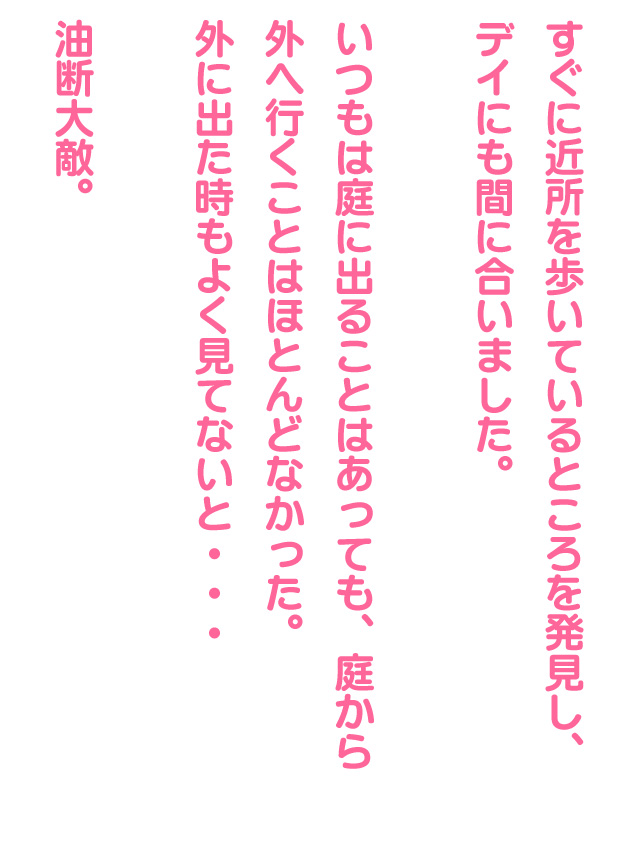 すぐに近所を歩いているところを発見し、
デイにも間に合いました。
いつもは庭に出ることはあっても、庭から
外へ行くことはほとんどなかった。
外に出た時もよく見てないと・・・
油断大敵。